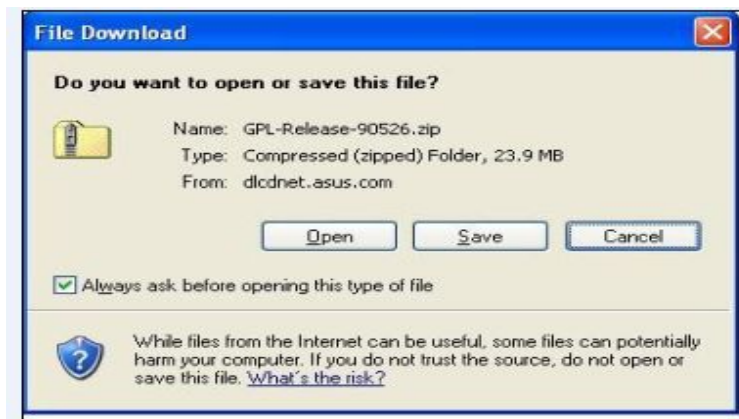 File Download
Do you want to open or save this file?
Name: GPL-Release-90526.zip
Type: Compressed (zipped) Folder, 23.9 MB
From: dlcdnet.asus.com
Open Save Cancel
Always ask before opening this type of file
While files from the Internet can be useful, some files can potentially
harm your computer. If you do not trust the source, do not open or
save this file. What's the risk?